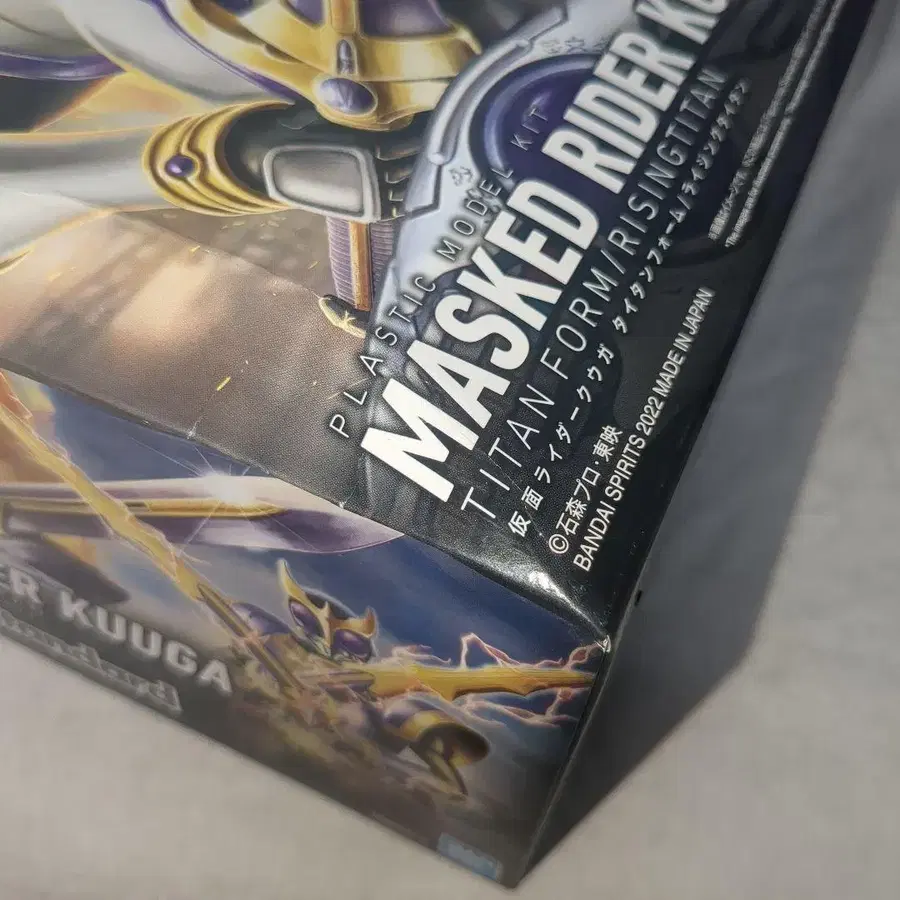 PLASTIC MODEL KIT
MASKED RIDER KU
TITAN FORM/RISINGTITAN
仮面ライダークウガ タイタンフォーム/ライジングタイタン
©石森プロ・東映
BANDAI SPIRITS 2022 MADE IN JAPAN
ER KUUGA